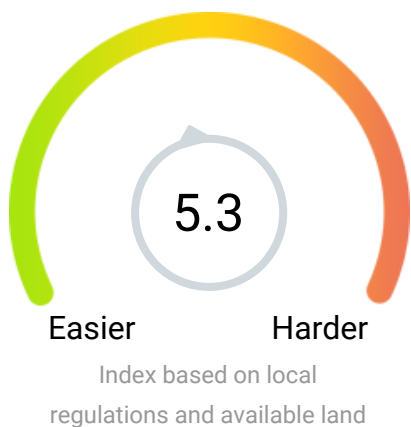 5.3
Easier Harder
Index based on local
regulations and available land